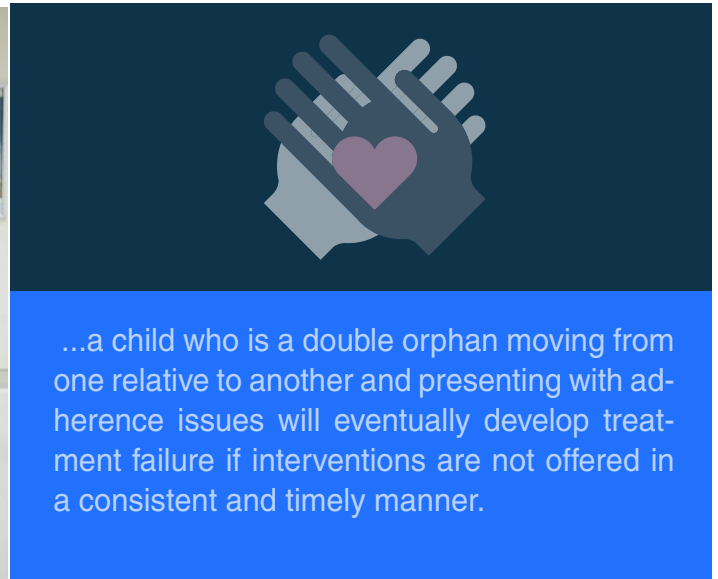 ...a child who is a double orphan moving from
one relative to another and presenting with ad-
herence issues will eventually develop treat-
ment failure if interventions are not offered in
a consistent and timely manner.